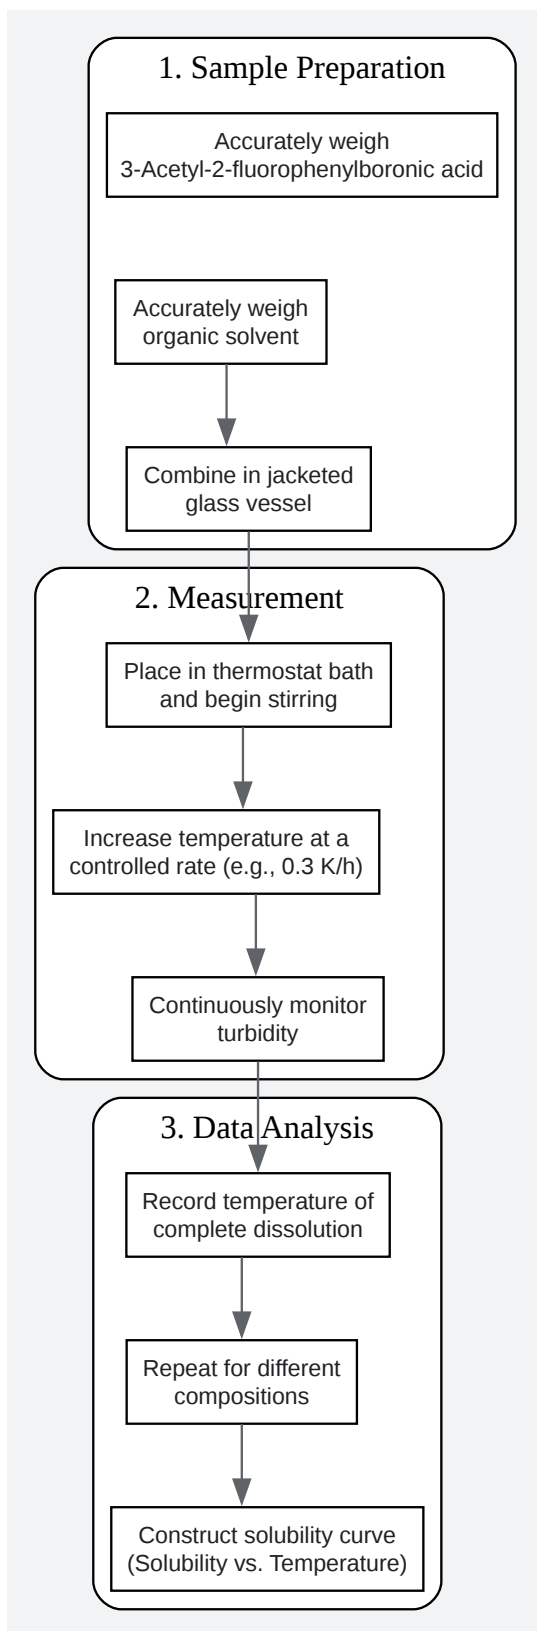 1. Sample Preparation
Accurately weigh
3-Acetyl-2-fluorophenylboronic acid
Accurately weigh
organic solvent
Combine in jacketed
glass vessel
2. Measurement
Place in thermostat bath
and begin stirring
Increase temperature at a
controlled rate (e.g., 0.3 K/h)
Continuously monitor
turbidity
3. Data Analysis
Record temperature of
complete dissolution
Repeat for different
compositions
Construct solubility curve
(Solubility vs. Temperature)